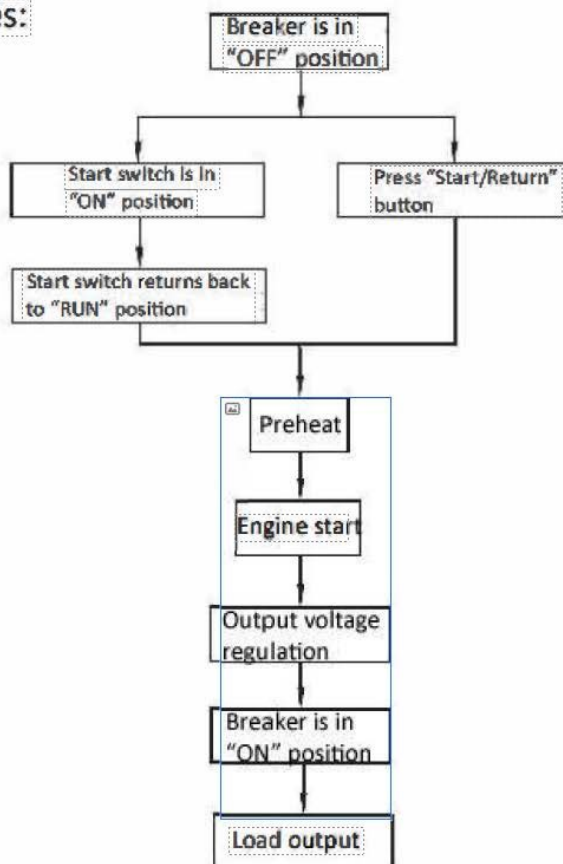 es:
Breaker is in
"OFF" position
Start switch is in
"ON" position
Press "Start/Return"
button
Start switch returns back
to "RUN" position
Preheat
Engine start
Output voltage
regulation
Breaker is in
"ON" position
Load output